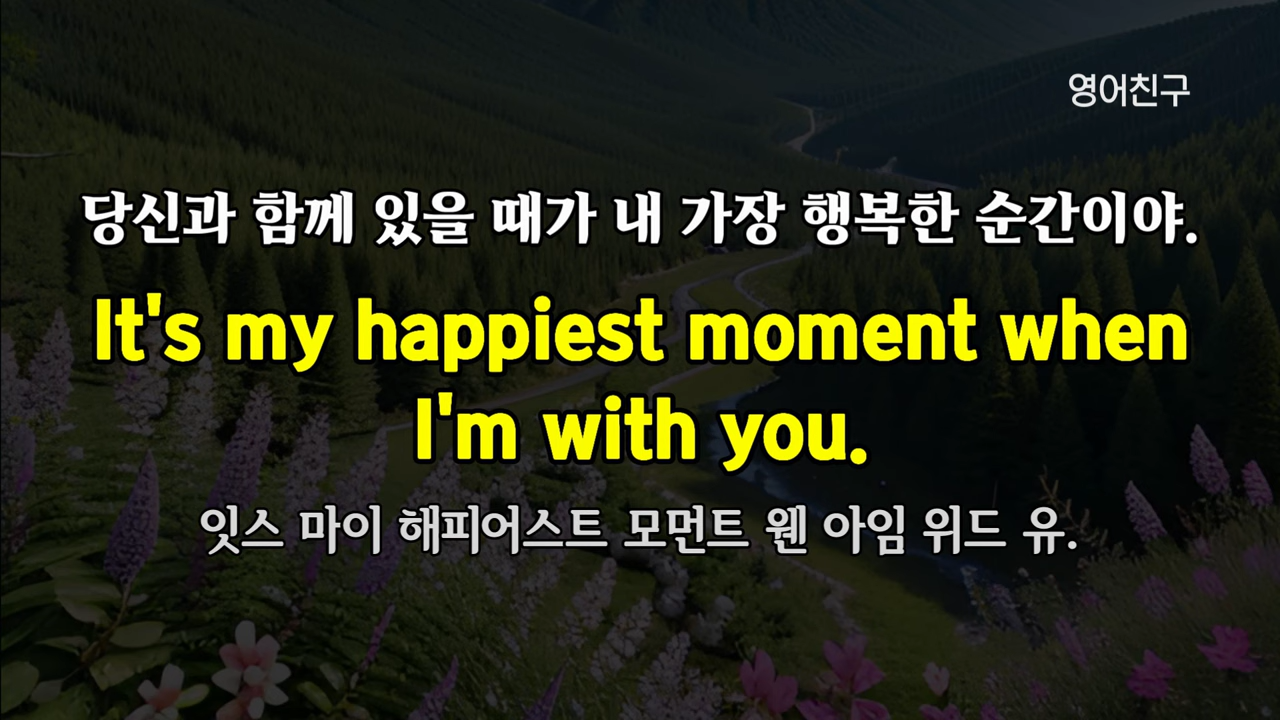 영어친구
당신과 함께 있을 때가 내 가장 행복한 순간이야.
It's my happiest moment when
I'm with you.
잇스 마이 해피어스트 모먼트 웬 아임 위드 유.